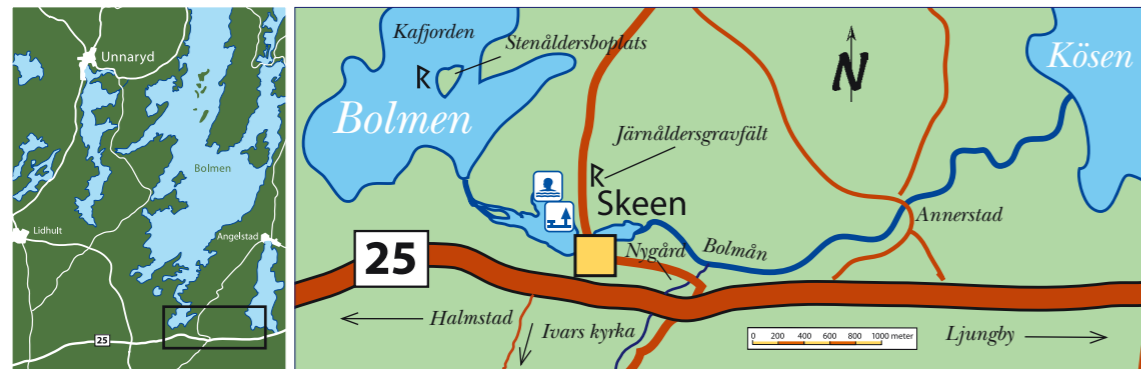 Unnaryd
Bolmen
Lidhult
Angelstad
25
Kafjorden
Stenåldersboplats
Bolmen
N
Kösen
Järnåldersgravfält
Skeen
Annerstad
Nygård
Bolmån
25
Halmstad
Ivars kyrka
0 200 400 600 800 1000 meter
Ljungby